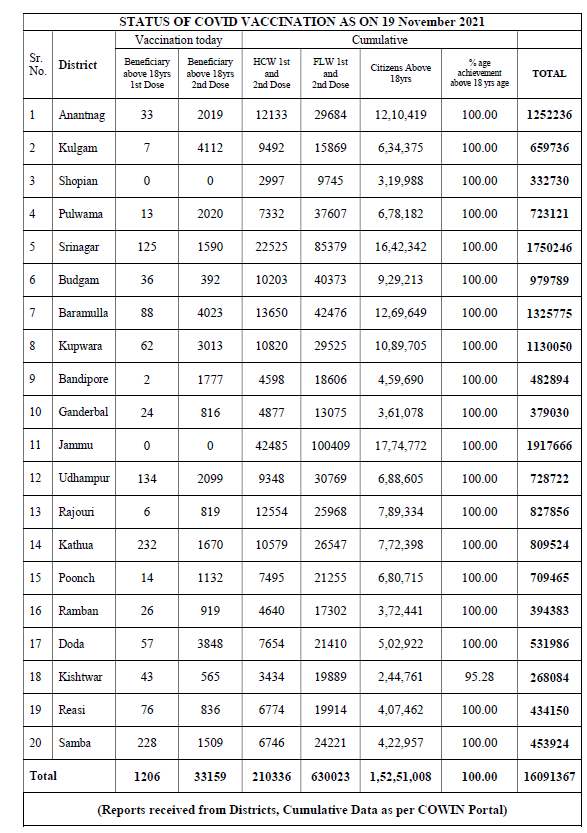 STATUS OF COVID VACCINATION AS ON 19 November 2021
Sr. No. District Vaccination today Cumulative
Beneficiary above 18yrs 1st Dose Beneficiary above 18yrs 2nd Dose HCW 1st and 2nd Dose FLW 1st and 2nd Dose Citizens Above 18yrs % age achievement above 18 yrs age TOTAL
1 Anantnag 33 2019 12133 29684 12,10,419 100.00 1252236
2 Kulgam 7 4112 9492 15869 6,34,375 100.00 659736
3 Shopian 0 0 2997 9745 3,19,988 100.00 332730
4 Pulwama 13 2020 7332 37607 6,78,182 100.00 723121
5 Srinagar 125 1590 22525 85379 16,42,342 100.00 1750246
6 Budgam 36 392 10203 40373 9,29,213 100.00 979789
7 Baramulla 88 4023 13650 42476 12,69,649 100.00 1325775
8 Kupwara 62 3013 10820 29525 10,89,705 100.00 1130050
9 Bandipore 2 1777 4598 18606 4,59,690 100.00 482894
10 Ganderbal 24 816 4877 13075 3,61,078 100.00 379030
11 Jammu 0 0 42485 100409 17,74,772 100.00 1917666
12 Udhampur 134 2099 9348 30769 6,88,605 100.00 728722
13 Rajouri 6 819 12554 25968 7,89,334 100.00 827856
14 Kathua 232 1670 10579 26547 7,72,398 100.00 809524
15 Poonch 14 1132 7495 21255 6,80,715 100.00 709465
16 Ramban 26 919 4640 17302 3,72,441 100.00 394383
17 Doda 57 3848 7654 21410 5,02,922 100.00 531986
18 Kishtwar 43 565 3434 19889 2,44,761 95.28 268084
19 Reasi 76 836 6774 19914 4,07,462 100.00 434150
20 Samba 228 1509 6746 24221 4,22,957 100.00 453924
Total 1206 33159 210336 630023 1,52,51,008 100.00 16091367
(Reports received from Districts, Cumulative Data as per COWIN Portal)